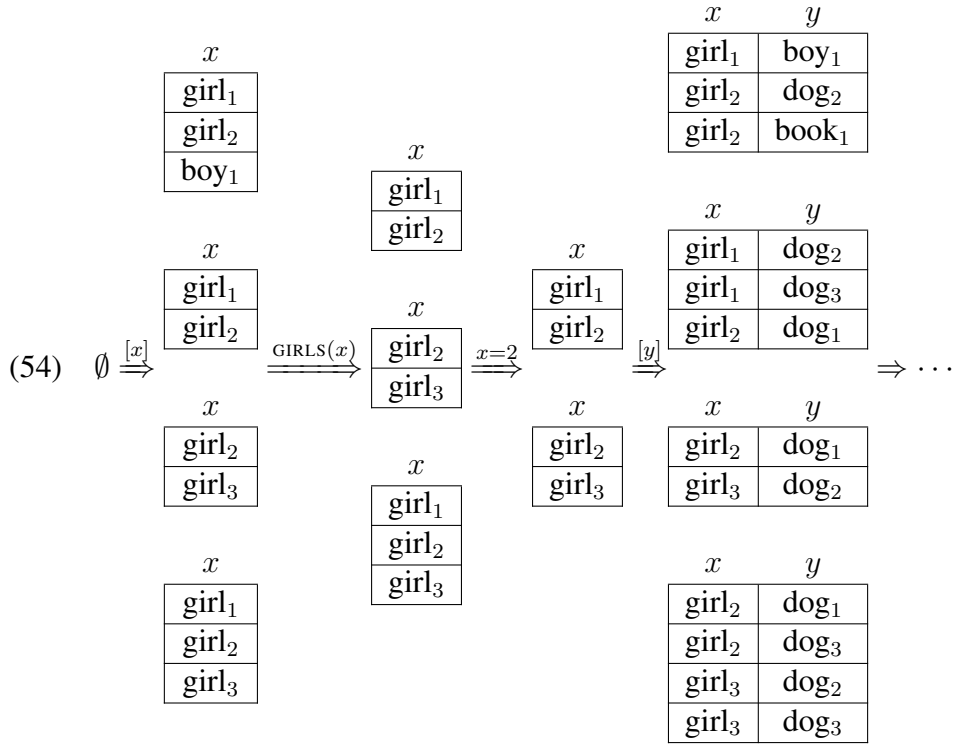 x
girl₁
girl₂
boy₁
x
girl₁
girl₂
x
girl₂
girl₃
x
girl₁
girl₂
girl₃
x
girl₁
girl₂
x
girl₂
girl₃
x
girl₁
girl₂
girl₃
x
girl₁
girl₂
x
girl₂
girl₃
x y
girl₁ boy₁
girl₂ dog₂
girl₂ book₁
x y
girl₁ dog₂
girl₁ dog₃
girl₂ dog₁
x y
girl₂ dog₁
girl₃ dog₂
x y
girl₂ dog₁
girl₂ dog₃
girl₃ dog₂
girl₃ dog₃
(54) ∅ [x]⇒ GIRLS(x)⇒ x=2⇒ [y]⇒ ⇒ ⋯